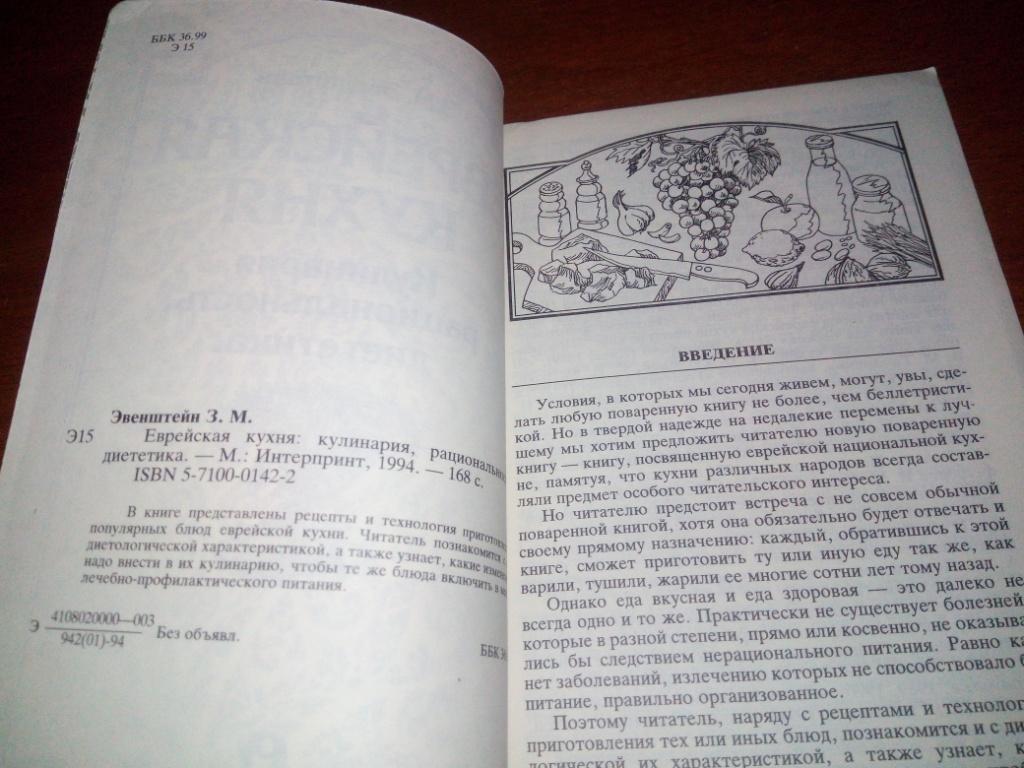 ББК 36.99
Э 15
Эвенштейн З. М.
Э15 Еврейская кухня: кулинария,
диететика. — М.: Интерпринт, 1994. — 168 с.
ISBN 5-7100-0142-2
В книге представлены рецепты и технология
популярных блюд еврейской кухни. Читатель познакомится с
диетологической характеристикой, а также узнает, какие
надо внести в их кулинарию, чтобы те же блюда включить в
лечебно-профилактического питания.
Э 4108020000—003
942(01)-94 Без объявл.
ББК
ВВЕДЕНИЕ
Условия, в которых мы сегодня живем, могут, увы, сде-
лать любую поваренную книгу не более, чем беллетристи-
кой. Но в твердой надежде на недалекие перемены к луч-
шему мы хотим предложить читателю новую поваренную
книгу — книгу, посвященную еврейской национальной кух-
не, памятуя, что кухни различных народов всегда состав-
ляли предмет особого читательского интереса.
Но читателю предстоит встреча с не совсем обычной
поваренной книгой, хотя она обязательно будет отвечать и
своему прямому назначению: каждый, обратившись к этой
книге, сможет приготовить ту или иную еду так же, как
варили, тушили, жарили ее многие сотни лет тому назад.
Однако еда вкусная и еда здоровая — это далеко не
всегда одно и то же. Практически не существует болезней,
которые в разной степени, прямо или косвенно, не оказыва
лись бы следствием нерационального питания. Равно ка
нет заболеваний, излечению которых не способствовало б
питание, правильно организованное.
Поэтому читатель, наряду с рецептами и технолог
приготовления тех или иных блюд, познакомится и с ди
логической их характеристикой, а также узнает, к